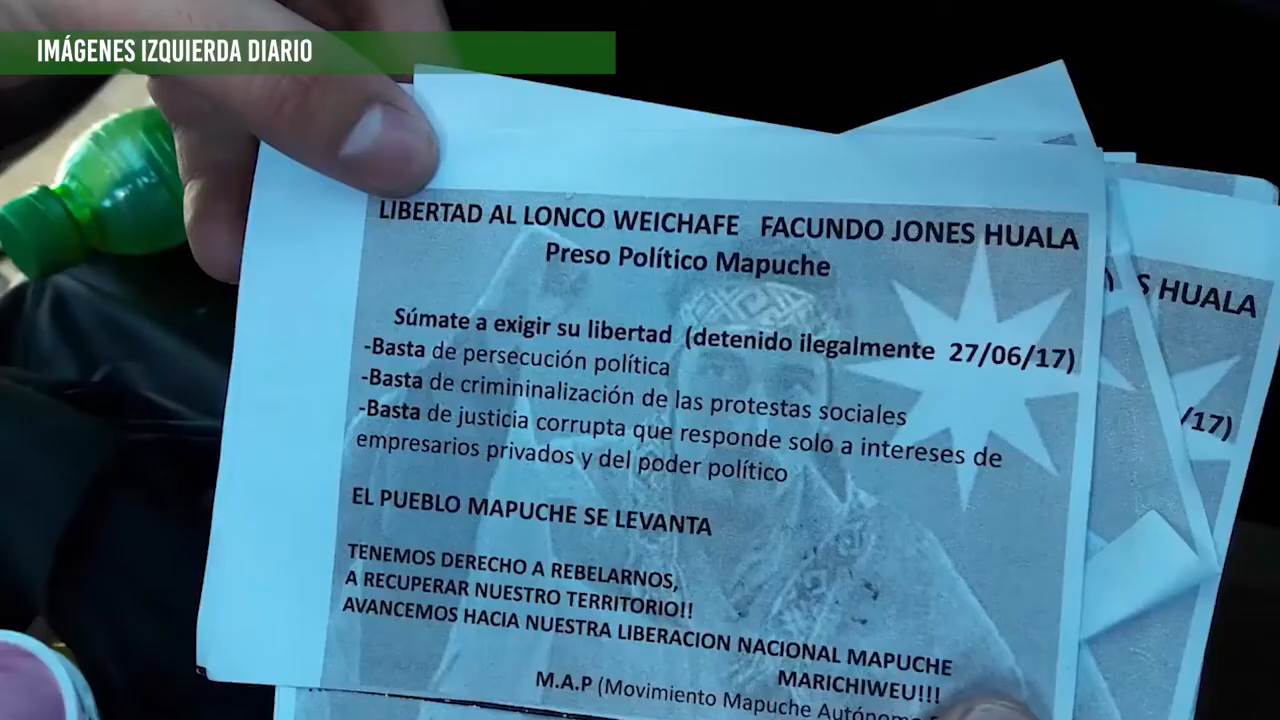 IMÁGENES IZQUIERDA DIARIO
LIBERTAD AL LONCO WEICHAFE FACUNDO JONES HUALA
Preso Político Mapuche
Súmate a exigir su libertad (detenido ilegalmente 27/06/17)
-Basta de persecución política
-Basta de crimininalización de las protestas sociales
-Basta de justicia corrupta que responde solo a intereses de
empresarios privados y del poder político
EL PUEBLO MAPUCHE SE LEVANTA
TENEMOS DERECHO A REBELARNOS,
A RECUPERAR NUESTRO TERRITORIO!!
AVANCEMOS HACIA NUESTRA LIBERACION NACIONAL MAPUCHE
MARICHIWEU!!!
M.A.P (Movimiento Mapuche Autónomo
S HUALA
/17)